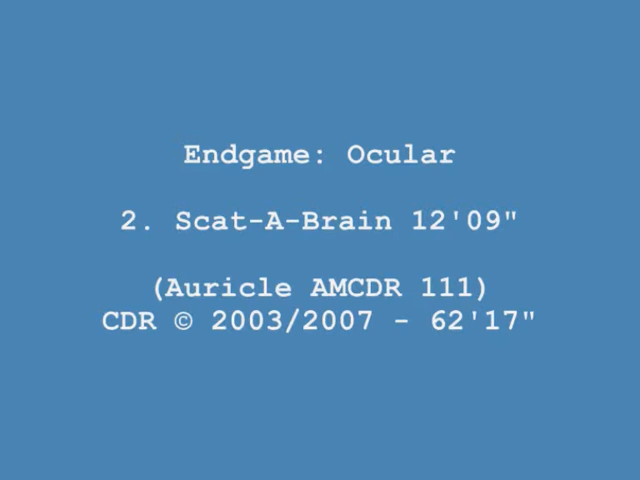 Endgame: Ocular
2. Scat-A-Brain 12'09"
(Auricle AMCDR 111)
CDR © 2003/2007 - 62'17"